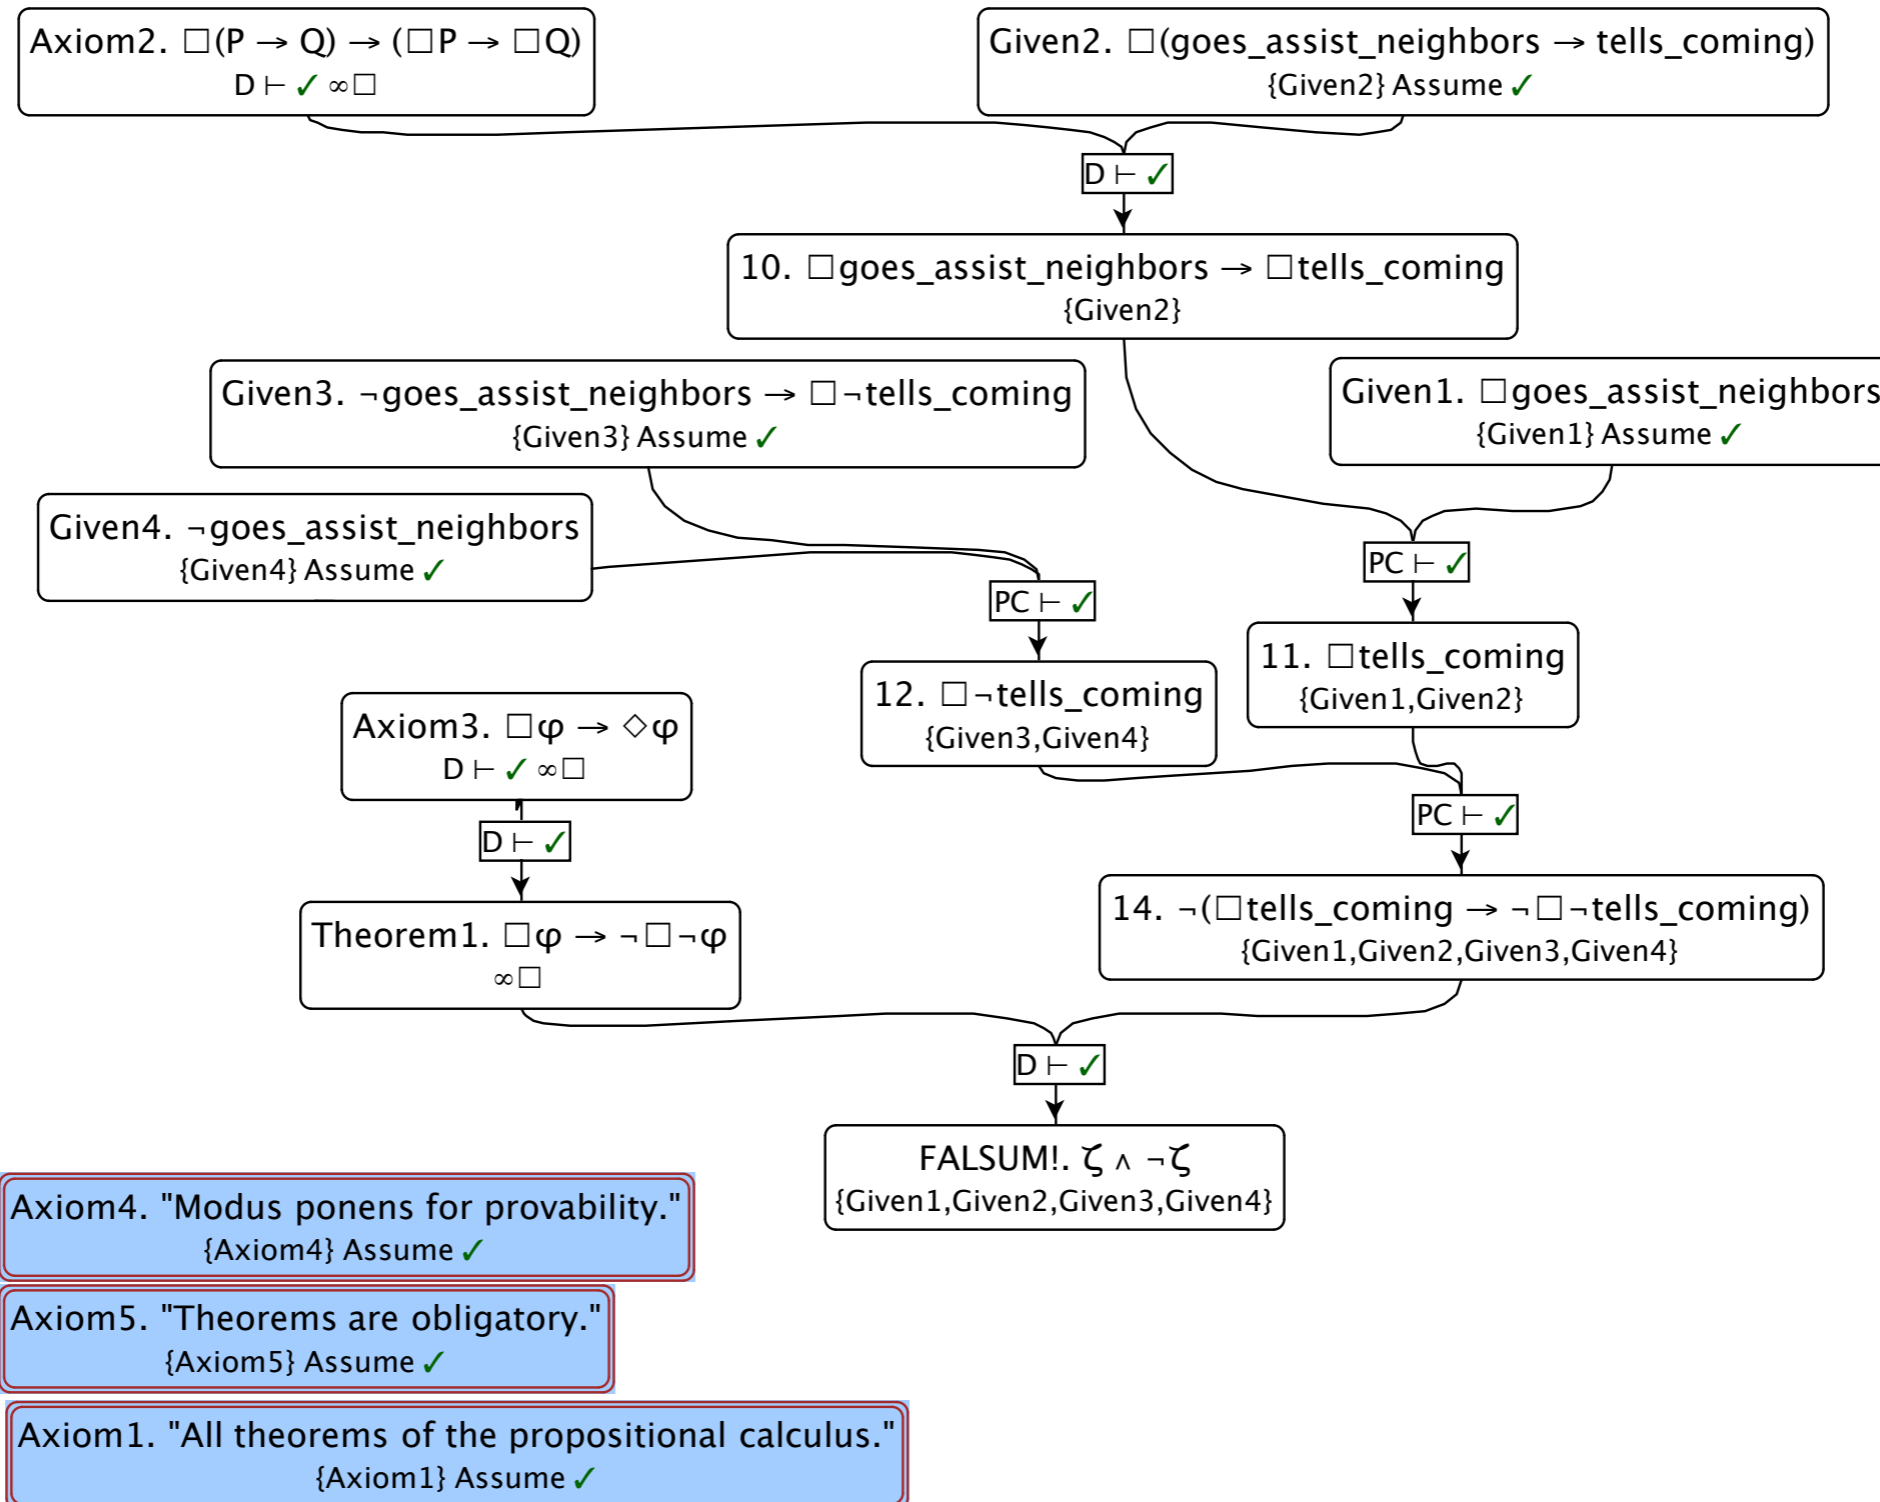 Axiom2. □(P → Q) → (□P → □Q)
D ⊢ ✓ ∞□
Given2. □(goes_assist_neighbors → tells_coming)
{Given2} Assume ✓
D ⊢ ✓
10. □goes_assist_neighbors → □tells_coming
{Given2}
Given3. ¬goes_assist_neighbors → □¬tells_coming
{Given3} Assume ✓
Given1. □goes_assist_neighbors
{Given1} Assume ✓
Given4. ¬goes_assist_neighbors
{Given4} Assume ✓
PC ⊢ ✓
PC ⊢ ✓
11. □tells_coming
{Given1,Given2}
12. □¬tells_coming
{Given3,Given4}
Axiom3. □φ → ◇φ
D ⊢ ✓ ∞□
PC ⊢ ✓
D ⊢ ✓
14. ¬(□tells_coming → ¬□¬tells_coming)
{Given1,Given2,Given3,Given4}
Theorem1. □φ → ¬□¬φ
∞□
D ⊢ ✓
FALSUM!. ζ ∧ ¬ζ
{Given1,Given2,Given3,Given4}
Axiom4. "Modus ponens for provability."
{Axiom4} Assume ✓
Axiom5. "Theorems are obligatory."
{Axiom5} Assume ✓
Axiom1. "All theorems of the propositional calculus."
{Axiom1} Assume ✓